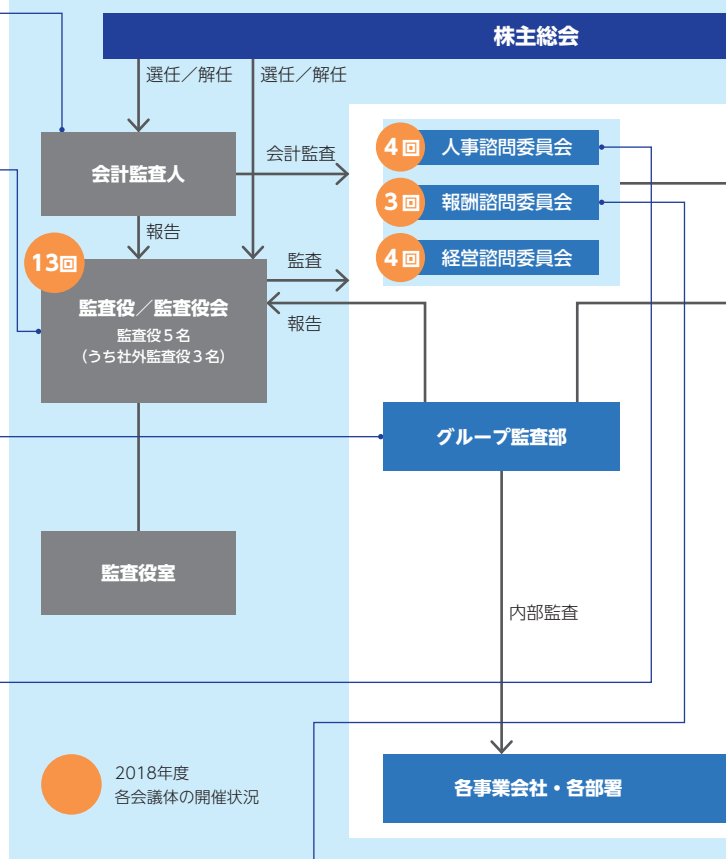 株主総会
選任／解任
選任／解任
会計監査人
会計監査
4回
人事諮問委員会
3回
報酬諮問委員会
4回
経営諮問委員会
報告
13回
監査役／監査役会
監査役5名
（うち社外監査役3名）
監査
報告
グループ監査部
監査役室
内部監査
2018年度
各会議体の開催状況
各事業会社・各部署